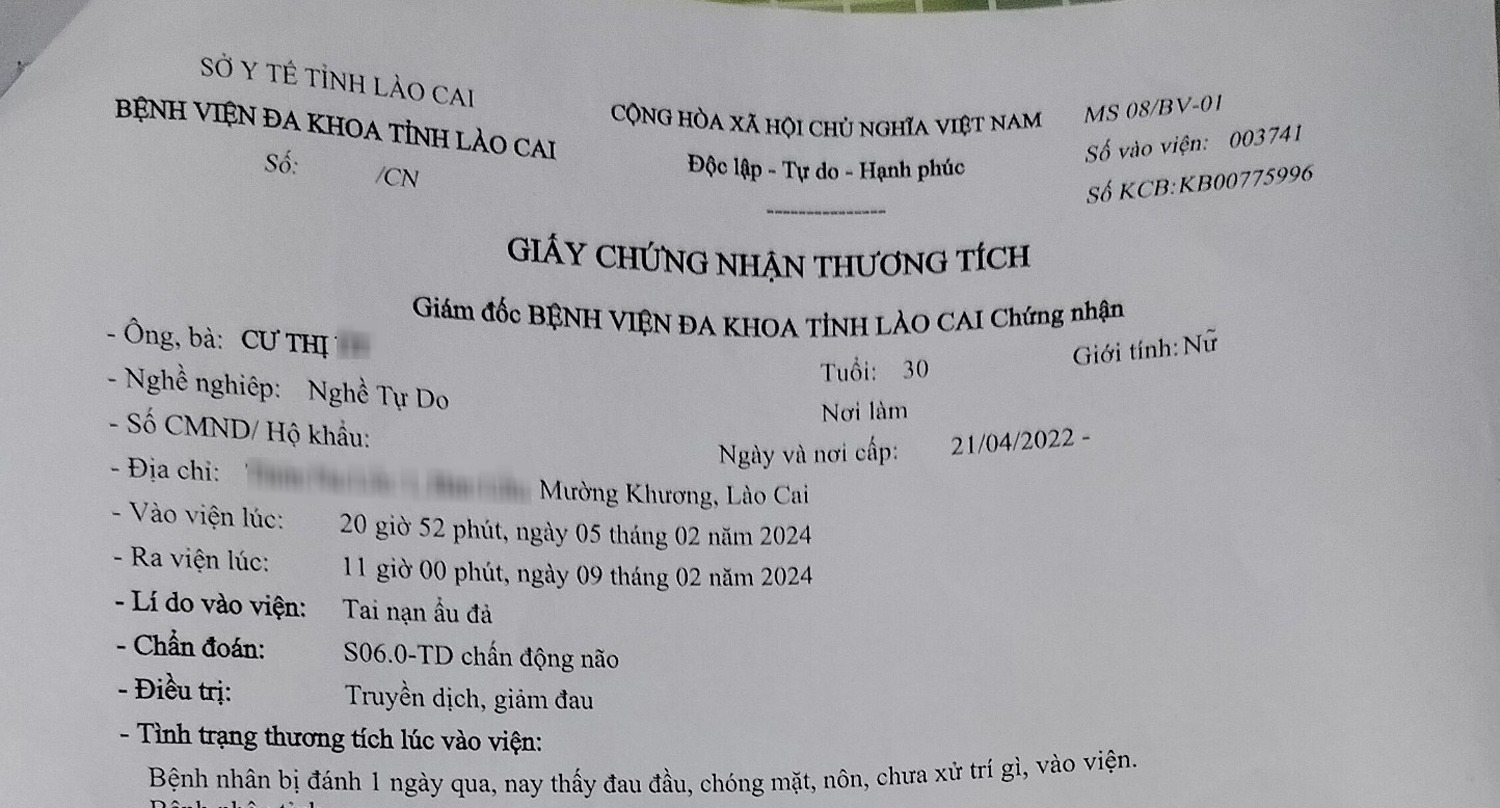 SỞ Y TẾ TỈNH LÀO CAI
BỆNH VIỆN ĐA KHOA TỈNH LÀO CAI
Số: /CN
CỘNG HÒA XÃ HỘI CHỦ NGHĨA VIỆT NAM
Độc lập - Tự do - Hạnh phúc
---------------
MS 08/BV-01
Số vào viện: 003741
Số KCB:KB00775996
GIẤY CHỨNG NHẬN THƯƠNG TÍCH
Giám đốc BỆNH VIỆN ĐA KHOA TỈNH LÀO CAI Chứng nhận
- Ông, bà: CƯ THỊ Tuổi: 30 Giới tính: Nữ
- Nghề nghiêp: Nghề Tự Do Nơi làm
- Số CMND/ Hộ khẩu: Ngày và nơi cấp: 21/04/2022 -
- Địa chỉ: Mường Khương, Lào Cai
- Vào viện lúc: 20 giờ 52 phút, ngày 05 tháng 02 năm 2024
- Ra viện lúc: 11 giờ 00 phút, ngày 09 tháng 02 năm 2024
- Lí do vào viện: Tai nạn ẩu đả
- Chẩn đoán: S06.0-TD chấn động não
- Điều trị: Truyền dịch, giảm đau
- Tình trạng thương tích lúc vào viện:
Bệnh nhân bị đánh 1 ngày qua, nay thấy đau đầu, chóng mặt, nôn, chưa xử trí gì, vào viện.